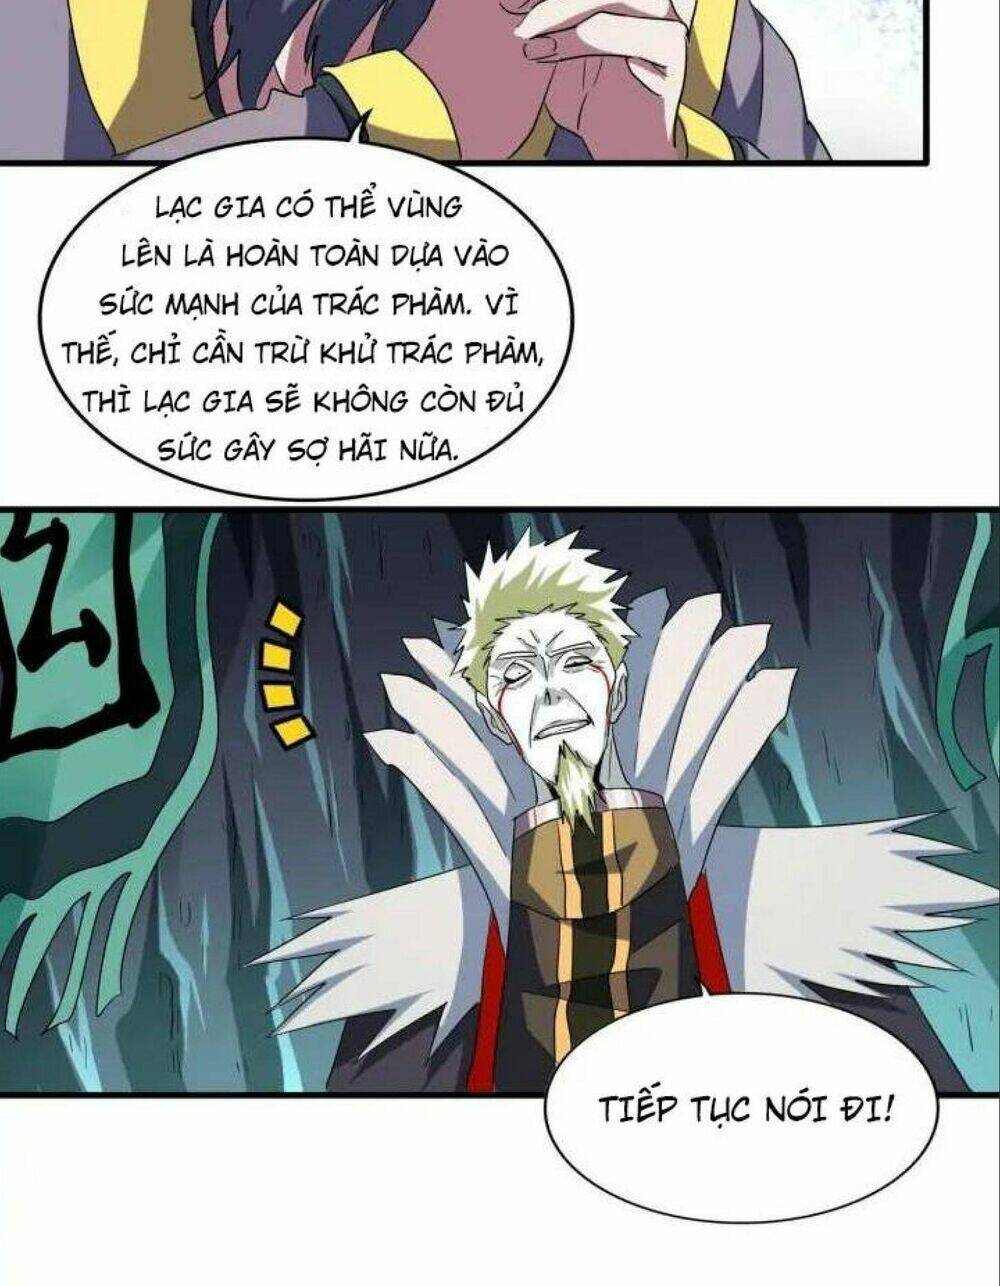 LẠC GIA CÓ THỂ VÙNG
LÊN LÀ HOÀN TOÀN DỰA VÀO
SỨC MẠNH CỦA TRÁC PHÀM. VÌ
THẾ, CHỈ CẦN TRỪ KHỬ TRÁC PHÀM,
THÌ LẠC GIA SẼ KHÔNG CÒN ĐỦ
SỨC GÂY SỢ HÃI NỮA.
TIẾP TỤC NÓI ĐI!